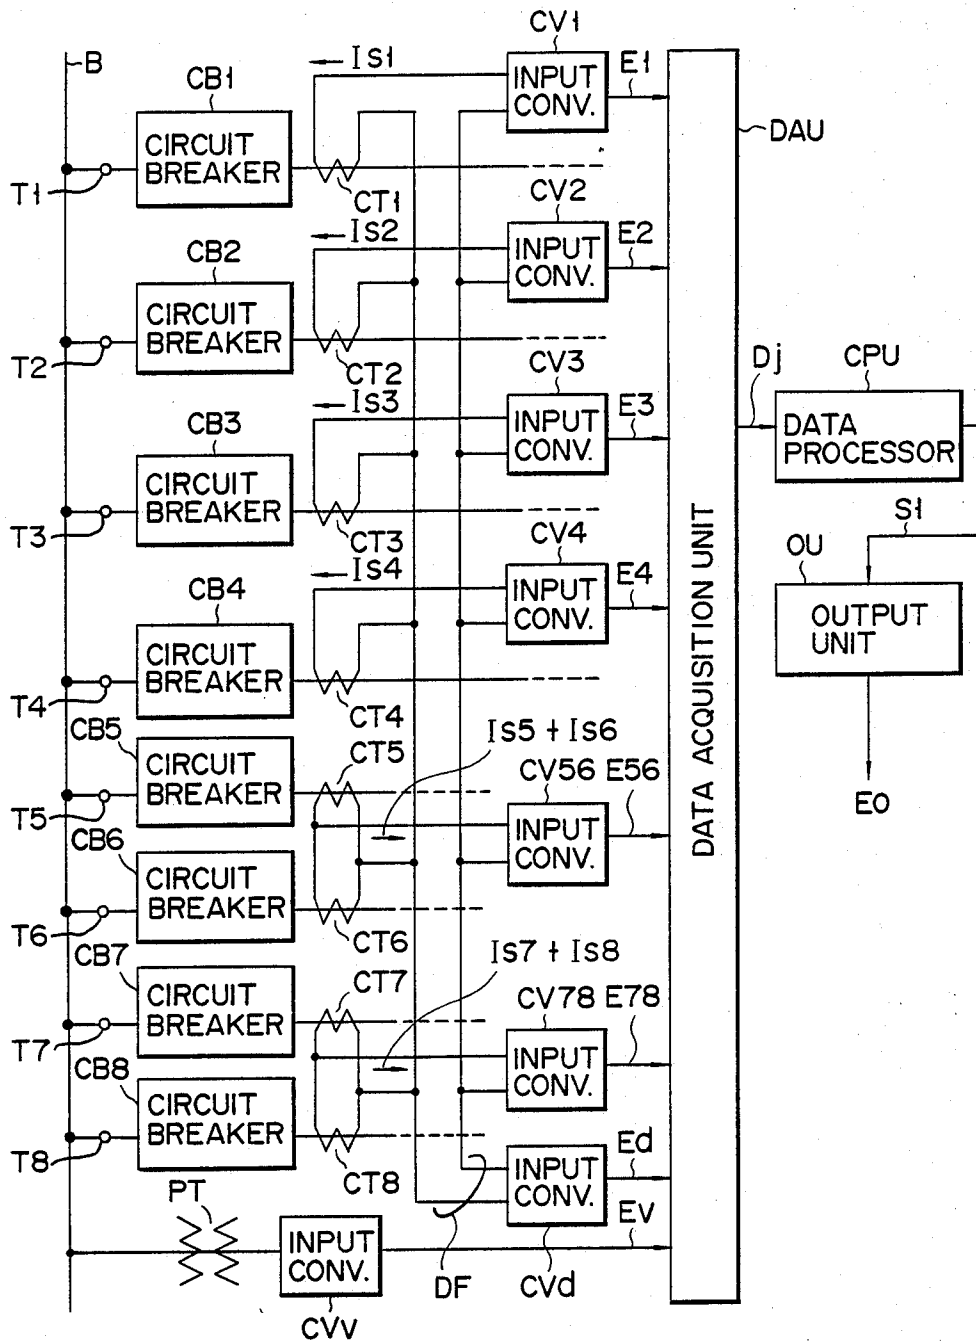 CV1
B
Is1
E1
CB1
INPUT
CONV.
DAU
CIRCUIT
BREAKER
T1
CT1
CV2
Is2
E2
CB2
INPUT
CONV.
CIRCUIT
BREAKER
T2
CT2
CV3
Dj
CPU
Is3
E3
CB3
INPUT
CONV.
DATA
PROCESSOR
CIRCUIT
BREAKER
T3
CT3
CV4
S1
OU
Is4
E4
CB4
INPUT
CONV.
OUTPUT
UNIT
CIRCUIT
BREAKER
T4
CT4
DATA ACQUISITION UNIT
CB5
CT5
Is5 + Is6
CIRCUIT
BREAKER
CV56 E56
T5
Eo
INPUT
CONV.
CB6
CIRCUIT
BREAKER
T6
CT6
Is7 + Is8
CB7
CT7
CIRCUIT
BREAKER
CV78 E78
T7
INPUT
CONV.
CB8
CIRCUIT
BREAKER
T8
CT8
Ed
INPUT
CONV.
PT
Ev
INPUT
CONV.
DF
CVd
CVv